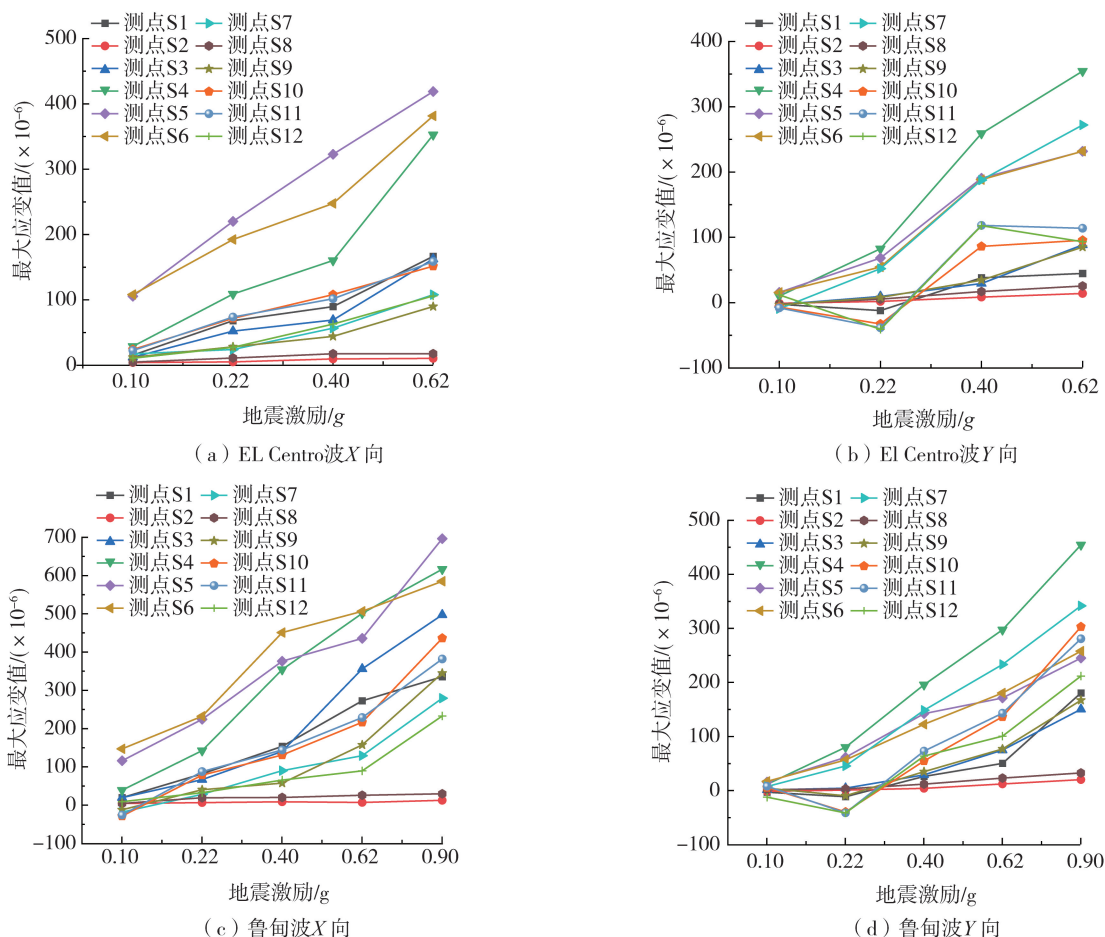 测点S1 测点S7
测点S2 测点S8
测点S3 测点S9
测点S4 测点S10
测点S5 测点S11
测点S6 测点S12
500
400
300
200
100
0
最大应变值/(×10⁻⁶)
0.10 0.22 0.40 0.62
地震激励/g
(a) EL Centro波X向
测点S1 测点S7
测点S2 测点S8
测点S3 测点S9
测点S4 测点S10
测点S5 测点S11
测点S6 测点S12
400
300
200
100
0
-100
最大应变值/(×10⁻⁶)
0.10 0.22 0.40 0.62
地震激励/g
(b) El Centro波Y向
测点S1 测点S7
测点S2 测点S8
测点S3 测点S9
测点S4 测点S10
测点S5 测点S11
测点S6 测点S12
700
600
500
400
300
200
100
0
-100
最大应变值/(×10⁻⁶)
0.10 0.22 0.40 0.62 0.90
地震激励/g
(c) 鲁甸波X向
测点S1 测点S7
测点S2 测点S8
测点S3 测点S9
测点S4 测点S10
测点S5 测点S11
测点S6 测点S12
500
400
300
200
100
0
-100
最大应变值/(×10⁻⁶)
0.10 0.22 0.40 0.62 0.90
地震激励/g
(d) 鲁甸波Y向